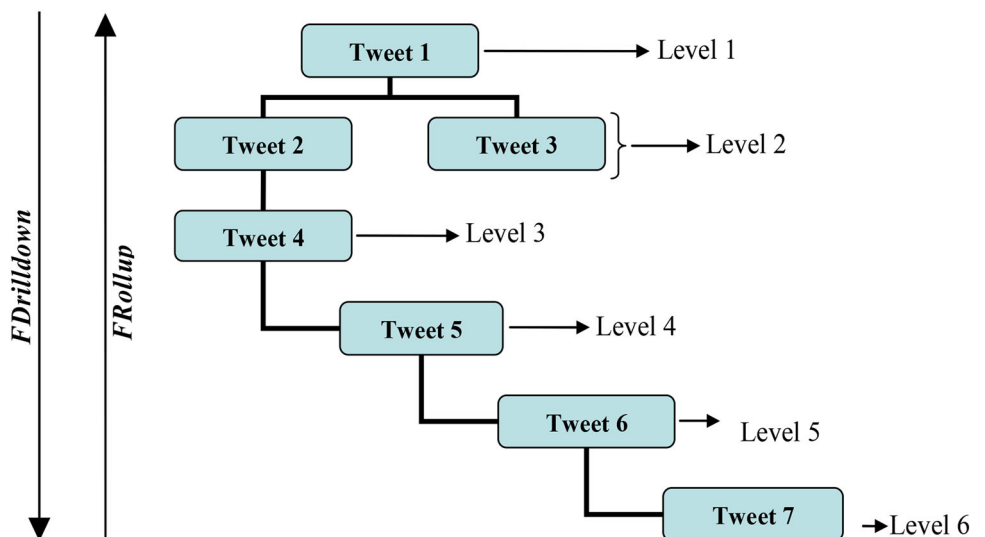 Tweet 1
Level 1
Tweet 2
Tweet 3
Level 2
Tweet 4
Level 3
Tweet 5
Level 4
Tweet 6
Level 5
Tweet 7
Level 6
FDrilldown
FRollup